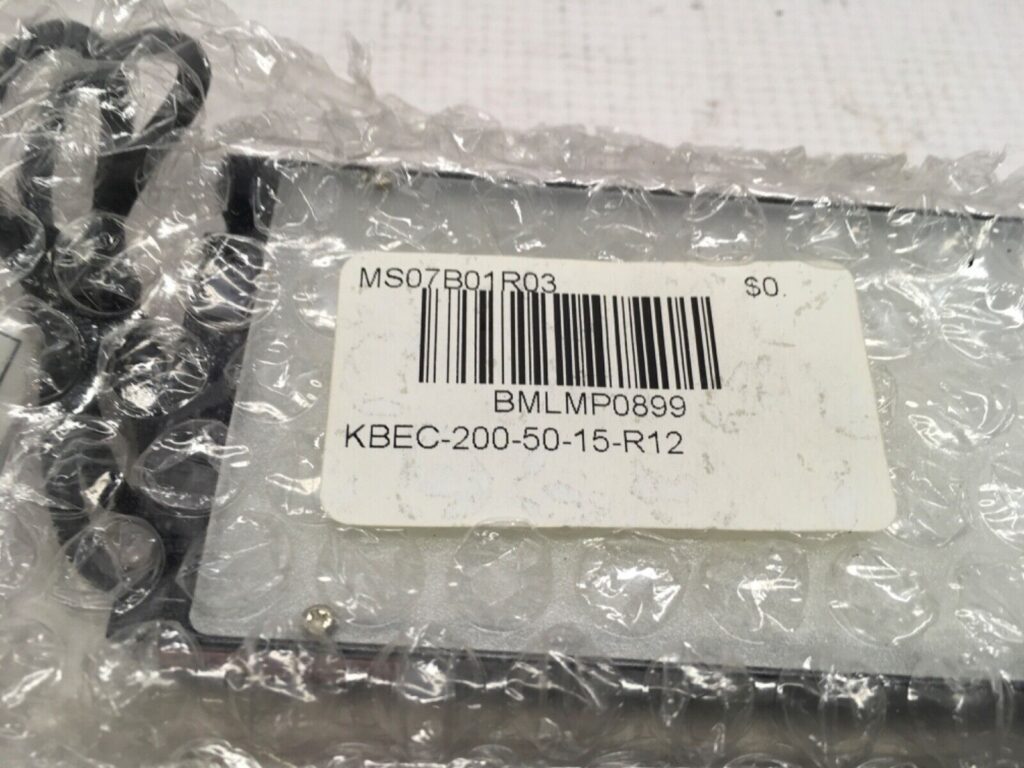 MS07B01R03 $0.
BMLMP0899
KBEC-200-50-15-R12